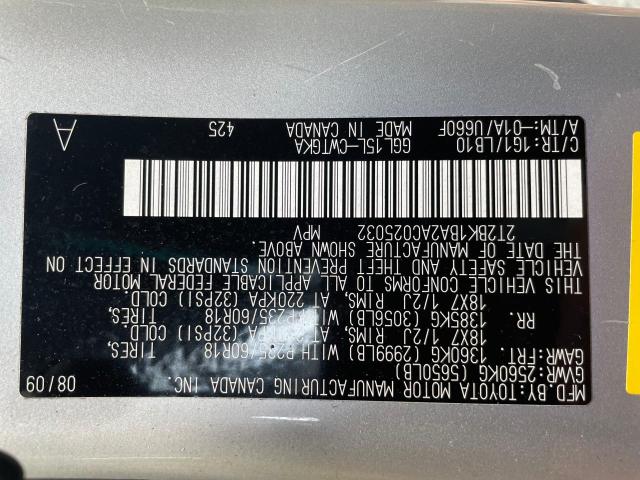 MFD.BY:TOYOTA MOTOR MANUFACTURING CANADA INC. 08/09
GVWR:2560KG (5650LB)
GAWR:FRT. 1360KG (2999LB) WITH P235/60R18 TIRES,
18X7 1/2J RIMS, AT (32PSI) COLD.
RR. 1385KG (3056LB) WITH P235/60R18 TIRES,
18X7 1/2J RIMS, AT 220KPA (32PSI) COLD.
THIS VEHICLE CONFORMS TO ALL APPLICABLE FEDERAL MOTOR
VEHICLE SAFETY AND THEFT PREVENTION STANDARDS IN EFFECT ON
THE DATE OF MANUFACTURE SHOWN ABOVE.
2T2BK1BA2AC025032 MPV
C/TR:1G1/LB10 GGL15L-CWTGKA
A/TM:-01A/U660F MADE IN CANADA 425
A